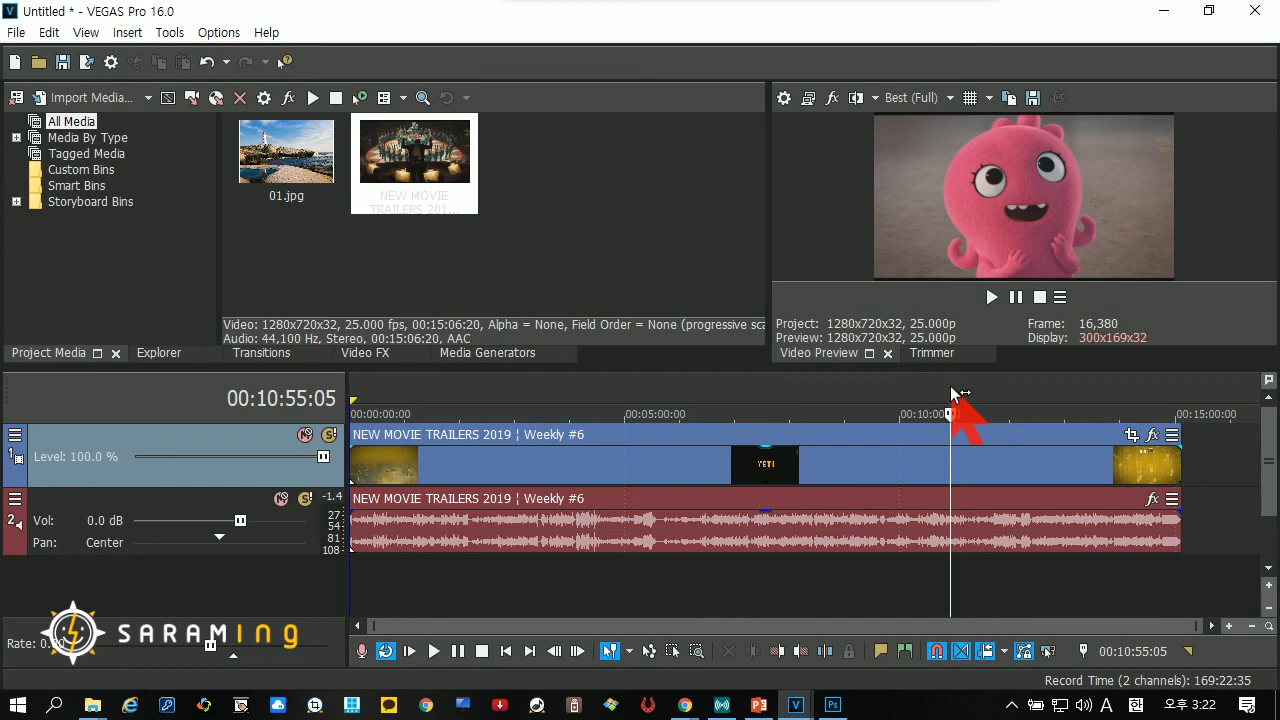 Untitled * - VEGAS Pro 16.0
File Edit View Insert Tools Options Help
Import Media...
Best (Full)
All Media
Media By Type
Tagged Media
Custom Bins
Smart Bins
Storyboard Bins
01.jpg
NEW MOVIE
TRAILERS 201...
Video: 1280x720x32, 25.000 fps, 00:15:06:20, Alpha = None, Field Order = None (progressive sca
Audio: 44,100 Hz, Stereo, 00:15:06:20, AAC
Project: 1280x720x32, 25.000p
Frame: 16,380
Preview: 1280x720x32, 25.000p
Display: 300x169x32
Project Media
Explorer
Transitions
Video FX
Media Generators
Video Preview
Trimmer
00:10:55:05
00:00:00:00
00:05:00:00
00:10:00
00:15:00:00
1
Level: 100.0 %
NEW MOVIE TRAILERS 2019 ¦ Weekly #6
YETI
2
Vol: 0.0 dB
Pan: Center
-1.4
27
54
81
108
NEW MOVIE TRAILERS 2019 ¦ Weekly #6
SARAMING
Rate: 0.00
00:10:55:05
Record Time (2 channels): 169:22:35
A
오후 3:22